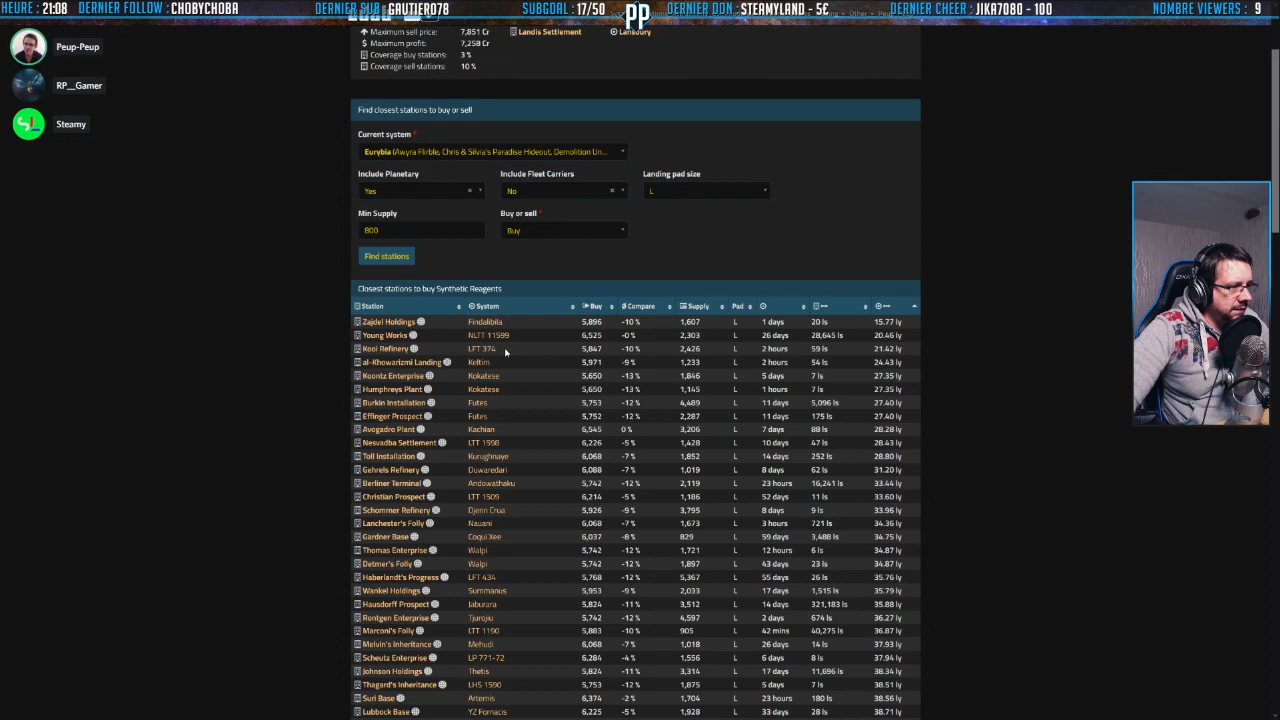 HEURE : 21:08 DERNIER FOLLOW : CHOBYCHOBA DERNIER SUB : GAUTIER078 SUBGOAL : 17/50 PP DERNIER DON : STEAMYLAND - 5€ DERNIER CHEER : JIKA7080 - 100 NOMBRE VIEWERS : 9
Peup-Peup
RP__Gamer
Steamy
Maximum sell price: 7,851 Cr Landis Settlement Lansbury
Maximum profit: 7,258 Cr
Coverage buy stations: 3 %
Coverage sell stations: 10 %
Find closest stations to buy or sell
Current system *
Eurybia (Awyra Flirble, Chris & Silvia's Paradise Hideout, Demolition Un...
Include Planetary Include Fleet Carriers Landing pad size
Yes × No × L
Min Supply Buy or sell *
800 Buy
Find stations
Closest stations to buy Synthetic Reagents
Station System Buy Compare Supply Pad
Zajdel Holdings Findalibila 5,896 -10 % 1,607 L 1 days 20 ls 15.77 ly
Young Works NLTT 11599 6,525 -0 % 2,303 L 26 days 28,645 ls 20.46 ly
Kooi Refinery LFT 374 5,847 -10 % 2,426 L 2 hours 59 ls 21.42 ly
al-Khowarizmi Landing Keltim 5,971 -9 % 1,233 L 2 hours 54 ls 24.43 ly
Koontz Enterprise Kokatese 5,650 -13 % 1,846 L 5 days 7 ls 27.35 ly
Humphreys Plant Kokatese 5,650 -13 % 1,145 L 1 hours 7 ls 27.35 ly
Burkin Installation Futes 5,753 -12 % 4,489 L 11 days 5,096 ls 27.40 ly
Effinger Prospect Futes 5,752 -12 % 2,287 L 11 days 175 ls 27.40 ly
Avogadro Plant Kachian 6,545 0 % 3,206 L 7 days 88 ls 28.28 ly
Nesvadba Settlement LTT 1598 6,226 -5 % 1,428 L 10 days 47 ls 28.43 ly
Toll Installation Kurughnaye 6,068 -7 % 1,852 L 14 days 252 ls 28.80 ly
Gehrels Refinery Duwaredari 6,088 -7 % 1,019 L 8 days 62 ls 31.20 ly
Berliner Terminal Andowathaku 5,742 -12 % 2,119 L 23 hours 16,241 ls 33.44 ly
Christian Prospect LTT 1509 6,214 -5 % 1,186 L 52 days 11 ls 33.60 ly
Schommer Refinery Djenn Crua 5,926 -9 % 3,795 L 8 days 9 ls 33.96 ly
Lanchester's Folly Nauani 6,068 -7 % 1,673 L 3 hours 721 ls 34.36 ly
Gardner Base Coqui Xee 6,037 -8 % 829 L 59 days 3,488 ls 34.75 ly
Thomas Enterprise Walpi 5,742 -12 % 1,721 L 12 hours 6 ls 34.87 ly
Detmer's Folly Walpi 5,742 -12 % 1,897 L 43 days 23 ls 34.87 ly
Haberlandt's Progress LFT 434 5,768 -12 % 5,367 L 55 days 26 ls 35.76 ly
Wankel Holdings Summanus 5,953 -9 % 2,033 L 17 days 1,515 ls 35.79 ly
Hausdorff Prospect Jaburara 5,824 -11 % 3,512 L 14 days 321,183 ls 35.88 ly
Rontgen Enterprise Tjurojiu 5,742 -12 % 4,597 L 2 days 674 ls 36.27 ly
Marconi's Folly LTT 1190 5,883 -10 % 905 L 42 mins 40,275 ls 36.87 ly
Melvin's Inheritance Mehudi 6,068 -7 % 1,018 L 26 days 14 ls 37.93 ly
Scheutz Enterprise LP 771-72 6,284 -4 % 1,556 L 6 days 8 ls 37.94 ly
Johnson Holdings Thetis 5,824 -11 % 3,314 L 17 days 11,696 ls 38.34 ly
Thagard's Inheritance LHS 1590 5,753 -12 % 1,875 L 5 days 7 ls 38.51 ly
Suri Base Artemis 6,374 -2 % 1,704 L 23 hours 180 ls 38.56 ly
Lubbock Base YZ Fornacis 6,225 -5 % 1,928 L 33 days 28 ls 38.71 ly